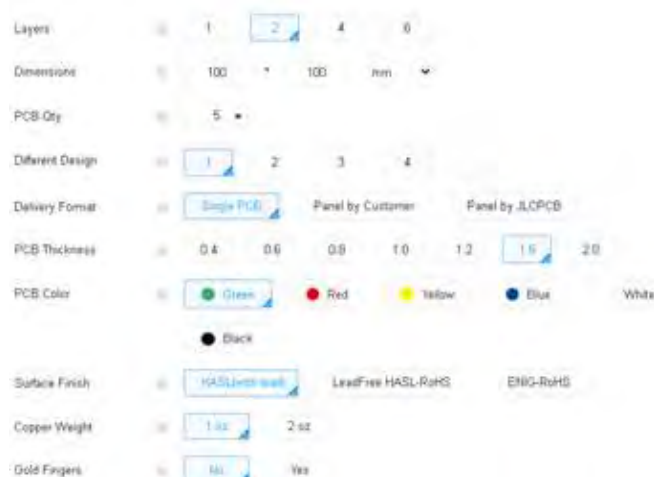 Layers 1 2 4 6
Dimensions 100 * 100 mm
PCB Qty 5
Different Design 1 2 3 4
Delivery Format Single PCB Panel by Customer Panel by JLCPCB
PCB Thickness 0.4 0.6 0.8 1.0 1.2 1.6 2.0
PCB Color Green Red Yellow Blue White
Black
Surface Finish HASL(with lead) LeadFree HASL-RoHS ENIG-RoHS
Copper Weight 1 oz 2 oz
Gold Fingers No Yes